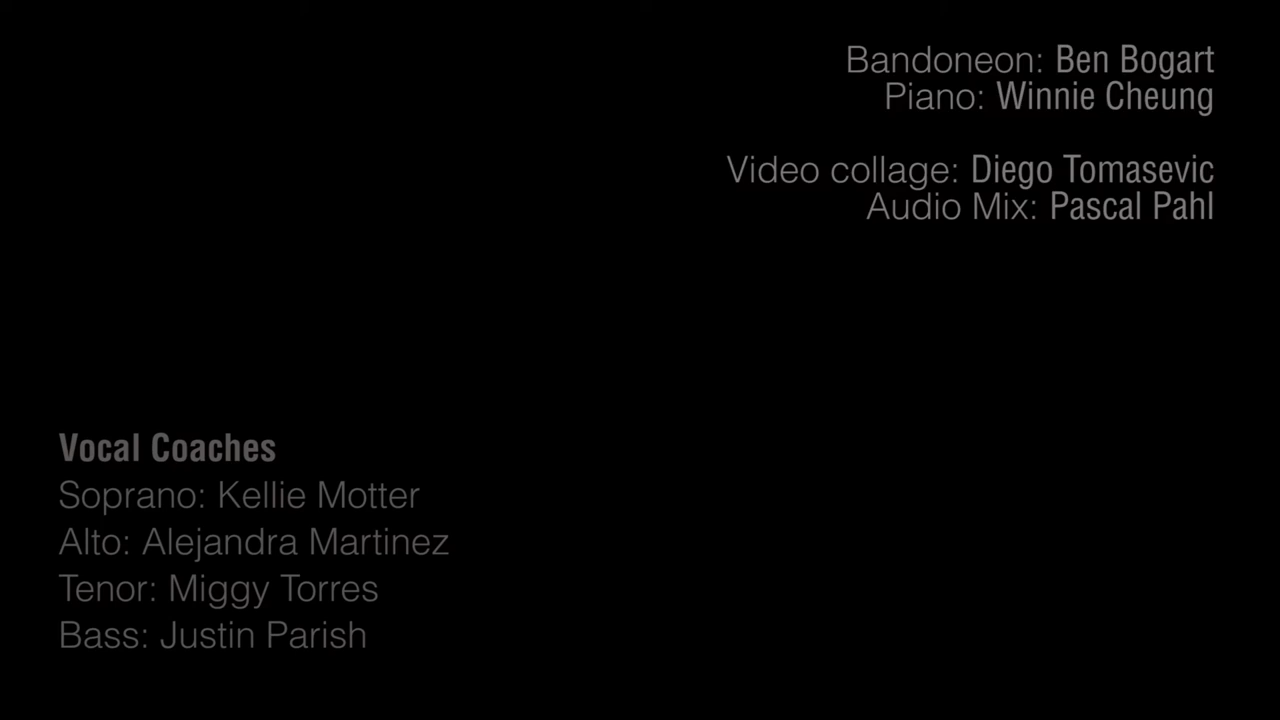 Bandoneon: Ben Bogart
Piano: Winnie Cheung
Video collage: Diego Tomasevic
Audio Mix: Pascal Pahl
Vocal Coaches
Soprano: Kellie Motter
Alto: Alejandra Martinez
Tenor: Miggy Torres
Bass: Justin Parish